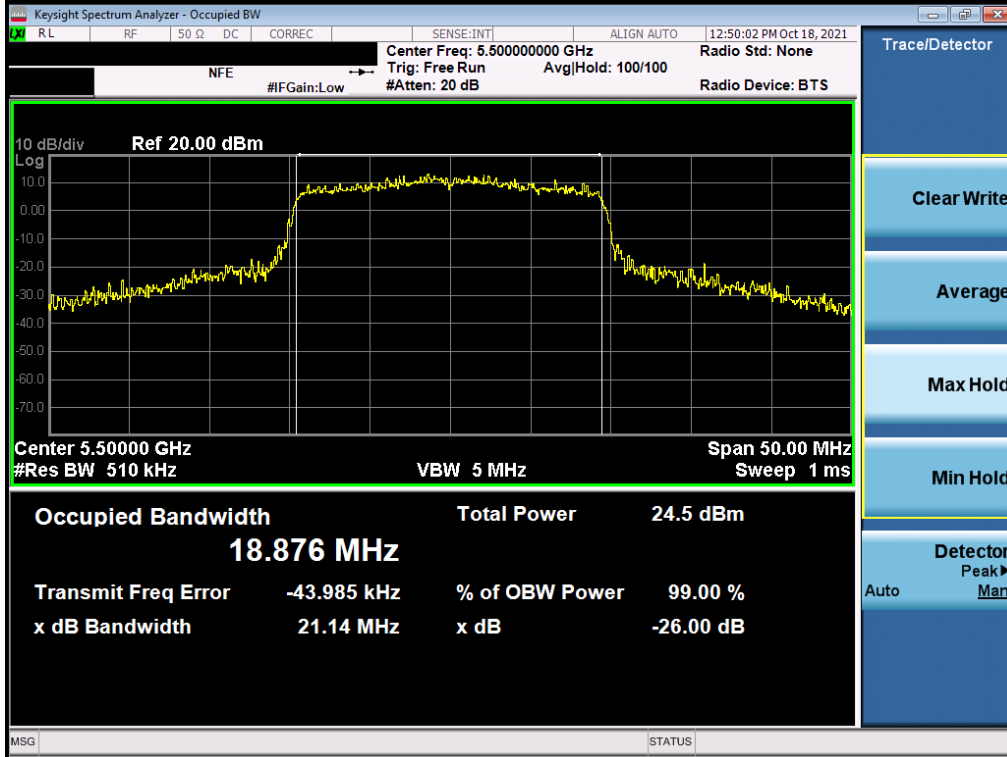 Keysight Spectrum Analyzer - Occupied BW
LXI RL RF 50 Ω DC CORREC SENSE:INT ALIGN AUTO 12:50:02 PM Oct 18, 2021
Center Freq: 5.500000000 GHz Radio Std: None
NFE Trig: Free Run Avg|Hold: 100/100
#IFGain:Low #Atten: 20 dB Radio Device: BTS
10 dB/div Ref 20.00 dBm
Log
10.0
0.00
-10.0
-20.0
-30.0
-40.0
-50.0
-60.0
-70.0
Center 5.50000 GHz Span 50.00 MHz
#Res BW 510 kHz VBW 5 MHz Sweep 1 ms
Occupied Bandwidth Total Power 24.5 dBm
18.876 MHz
Transmit Freq Error -43.985 kHz % of OBW Power 99.00 %
x dB Bandwidth 21.14 MHz x dB -26.00 dB
MSG STATUS
Trace/Detector
Clear Write
Average
Max Hold
Min Hold
Detector
Peak▶
Auto Man